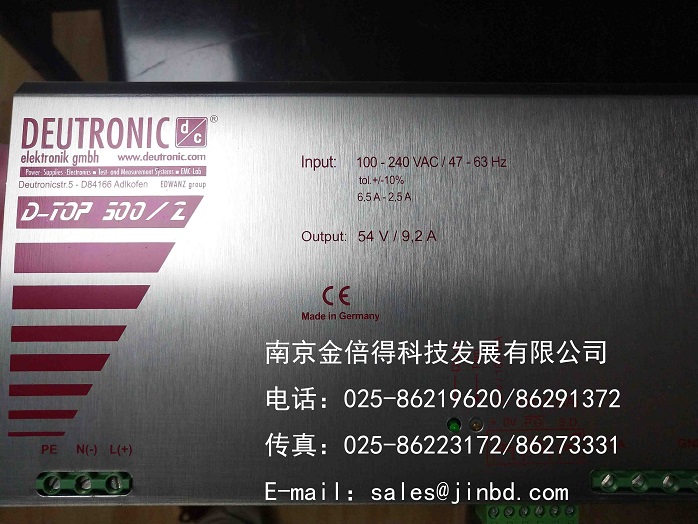 DEUTRONIC d/c ®
elektronik gmbh www.deutronic.com
Power-Supplies-Electronics ■ Test- and Measurement Systems ■ EMC-Lab
Deutronicstr.5 - D84166 Adlkofen EDWANZ group
D-TOP 500/2
Input: 100 - 240 VAC / 47 - 63 Hz
tol.+/-10%
6,5 A - 2,5 A
Output: 54 V / 9,2 A
CE
Made in Germany
南京金倍得科技发展有限公司
电话：025-86219620/86291372
传真：025-86223172/86273331
E-mail：sales@jinbd.com
PE N(-) L(+)